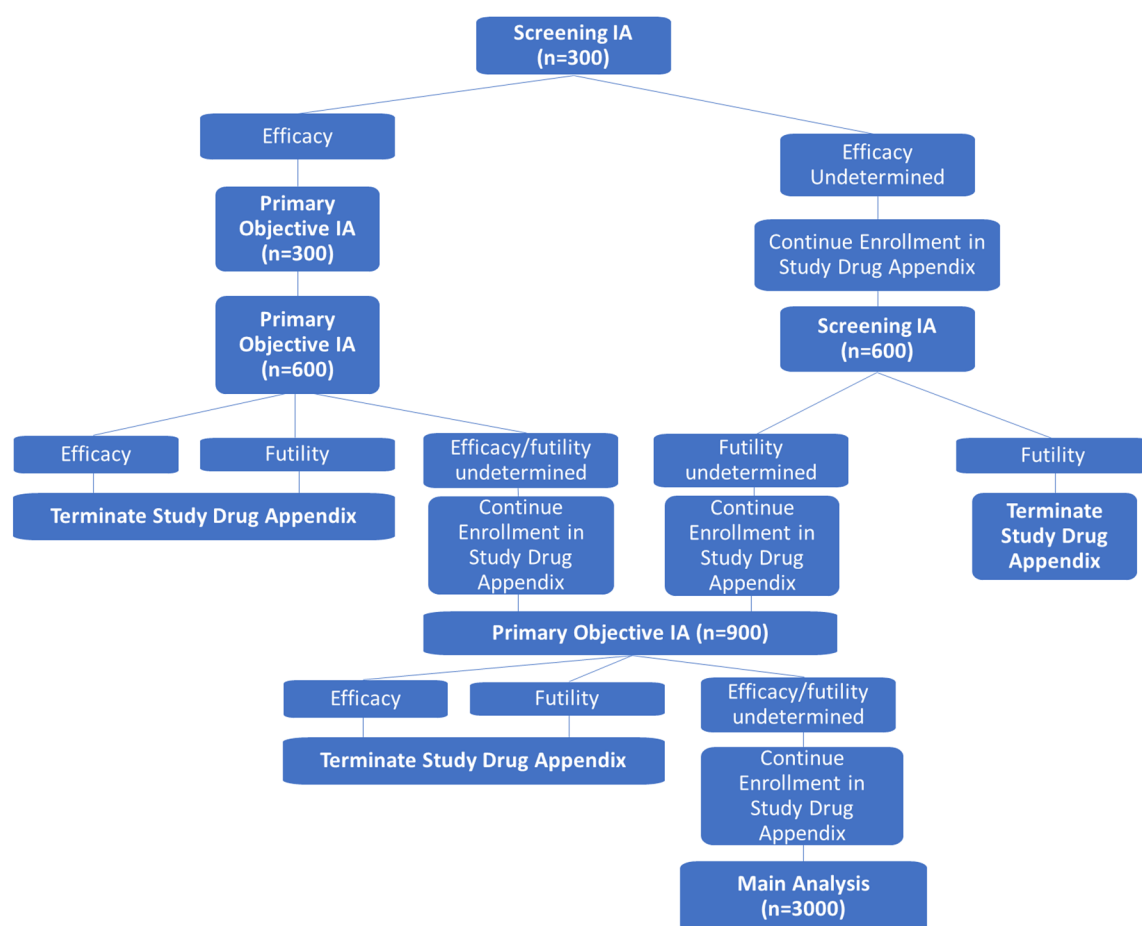 Screening IA
(n=300)
Efficacy
Efficacy
Undetermined
Primary
Objective IA
(n=300)
Continue Enrollment in
Study Drug Appendix
Primary
Objective IA
(n=600)
Screening IA
(n=600)
Efficacy
Futility
Efficacy/futility
undetermined
Futility
undetermined
Futility
Terminate Study Drug Appendix
Continue
Enrollment in
Study Drug
Appendix
Continue
Enrollment in
Study Drug
Appendix
Terminate
Study Drug
Appendix
Primary Objective IA (n=900)
Efficacy
Futility
Efficacy/futility
undetermined
Terminate Study Drug Appendix
Continue
Enrollment in
Study Drug
Appendix
Main Analysis
(n=3000)